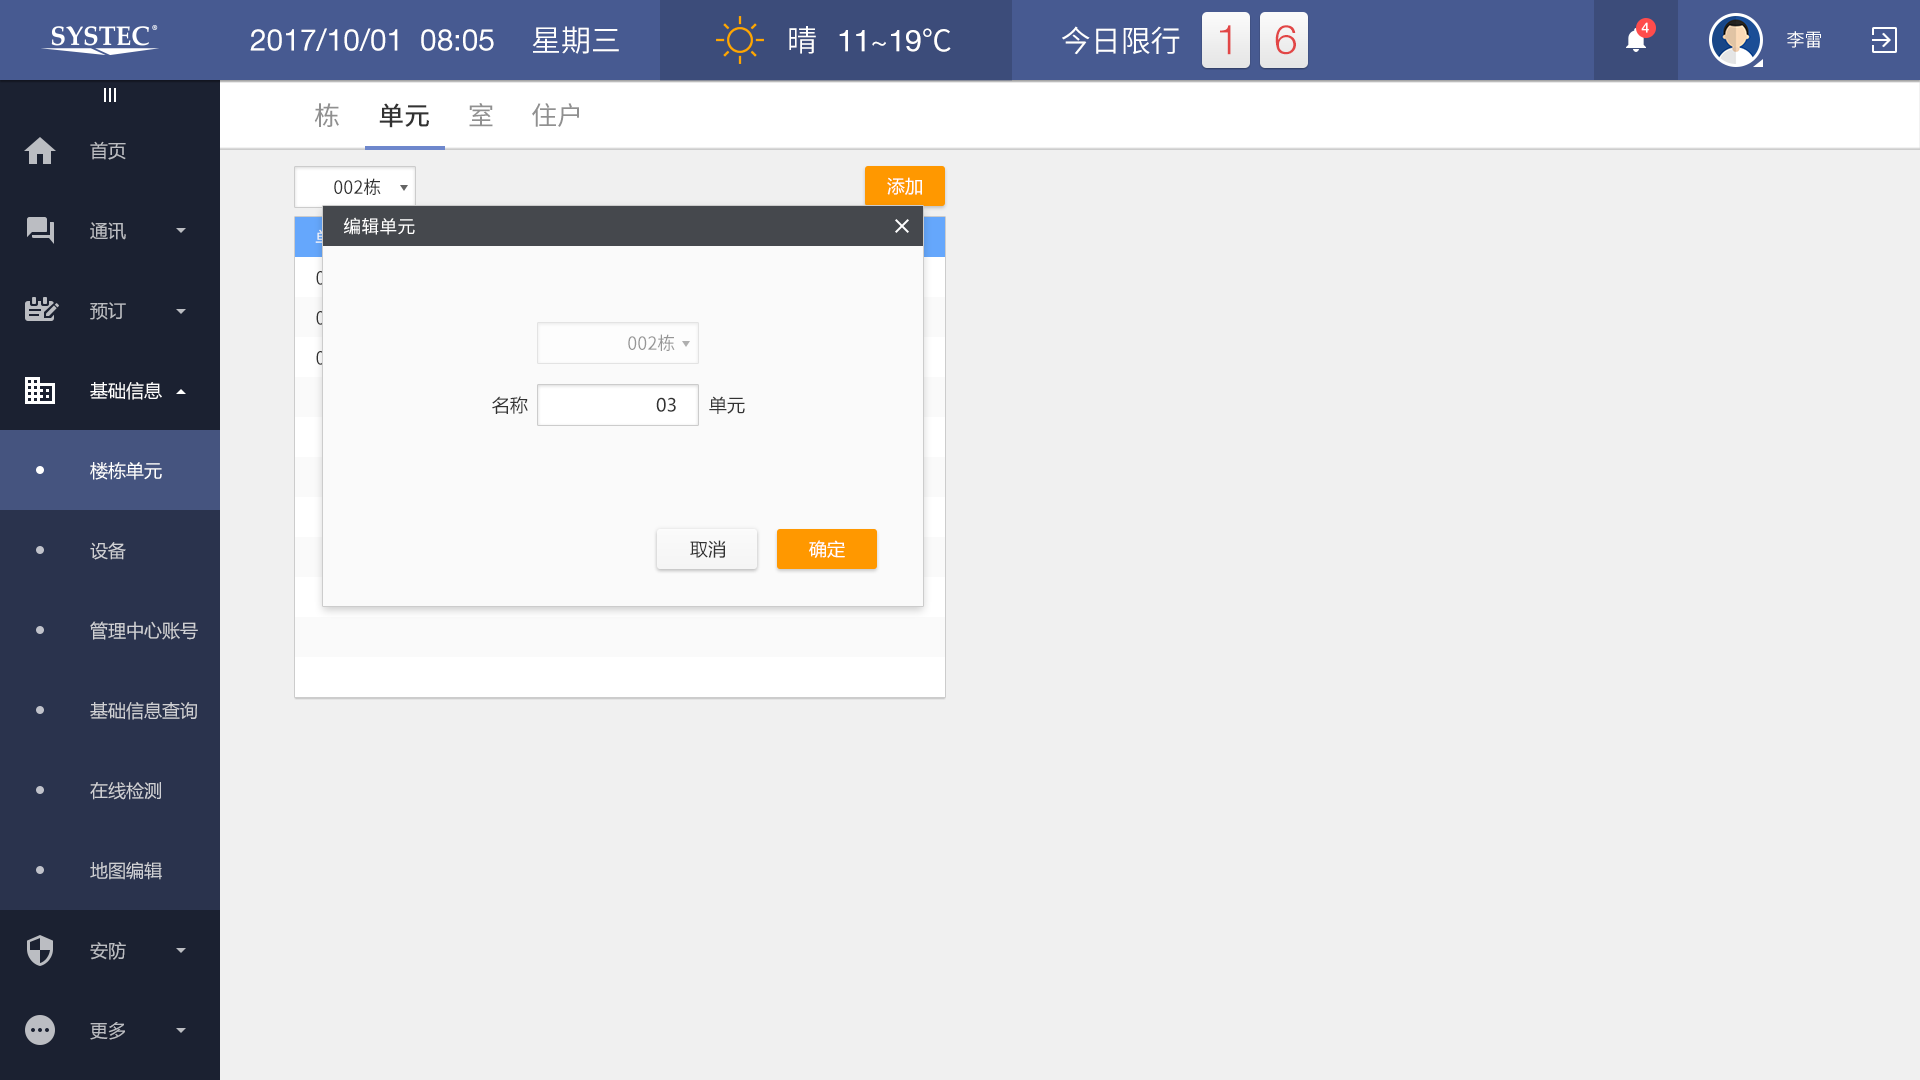 SYSTEC®
2017/10/01 08:05 星期三
晴 11~19℃
今日限行 1 6
4
李雷
首页
通讯
预订
基础信息
楼栋单元
设备
管理中心账号
基础信息查询
在线检测
地图编辑
安防
更多
栋 单元 室 住户
002栋
添加
编辑单元
002栋
名称 03 单元
取消 确定